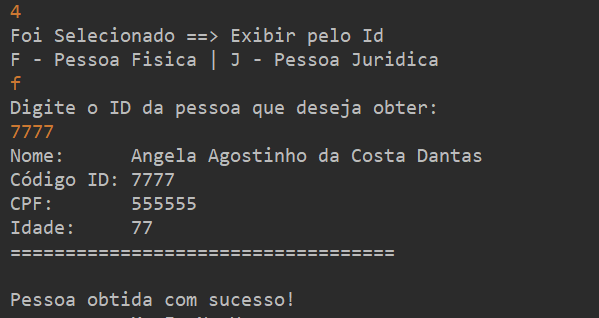 4
Foi Selecionado ==> Exibir pelo Id
F - Pessoa Fisica | J - Pessoa Juridica
f
Digite o ID da pessoa que deseja obter:
7777
Nome: Angela Agostinho da Costa Dantas
Código ID: 7777
CPF: 555555
Idade: 77
===================================
Pessoa obtida com sucesso!